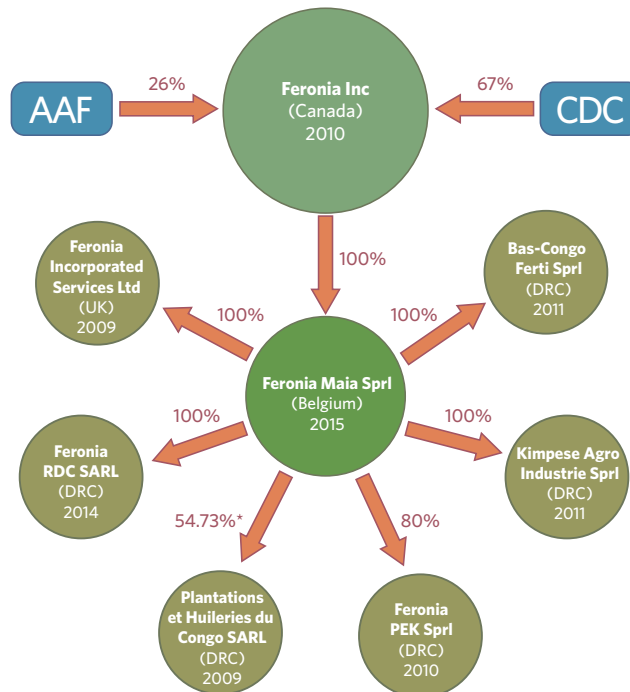 26%
67%
AAF
Feronia Inc
(Canada)
2010
CDC
100%
Feronia
Incorporated
Services Ltd
(UK)
2009
Bas-Congo
Ferti Sprl
(DRC)
2011
100%
100%
Feronia Maia Sprl
(Belgium)
2015
100%
100%
Feronia
RDC SARL
(DRC)
2014
Kimpese Agro
Industrie Sprl
(DRC)
2011
54.73%*
80%
Plantations
et Huileries du
Congo SARL
(DRC)
2009
Feronia
PEK Sprl
(DRC)
2010